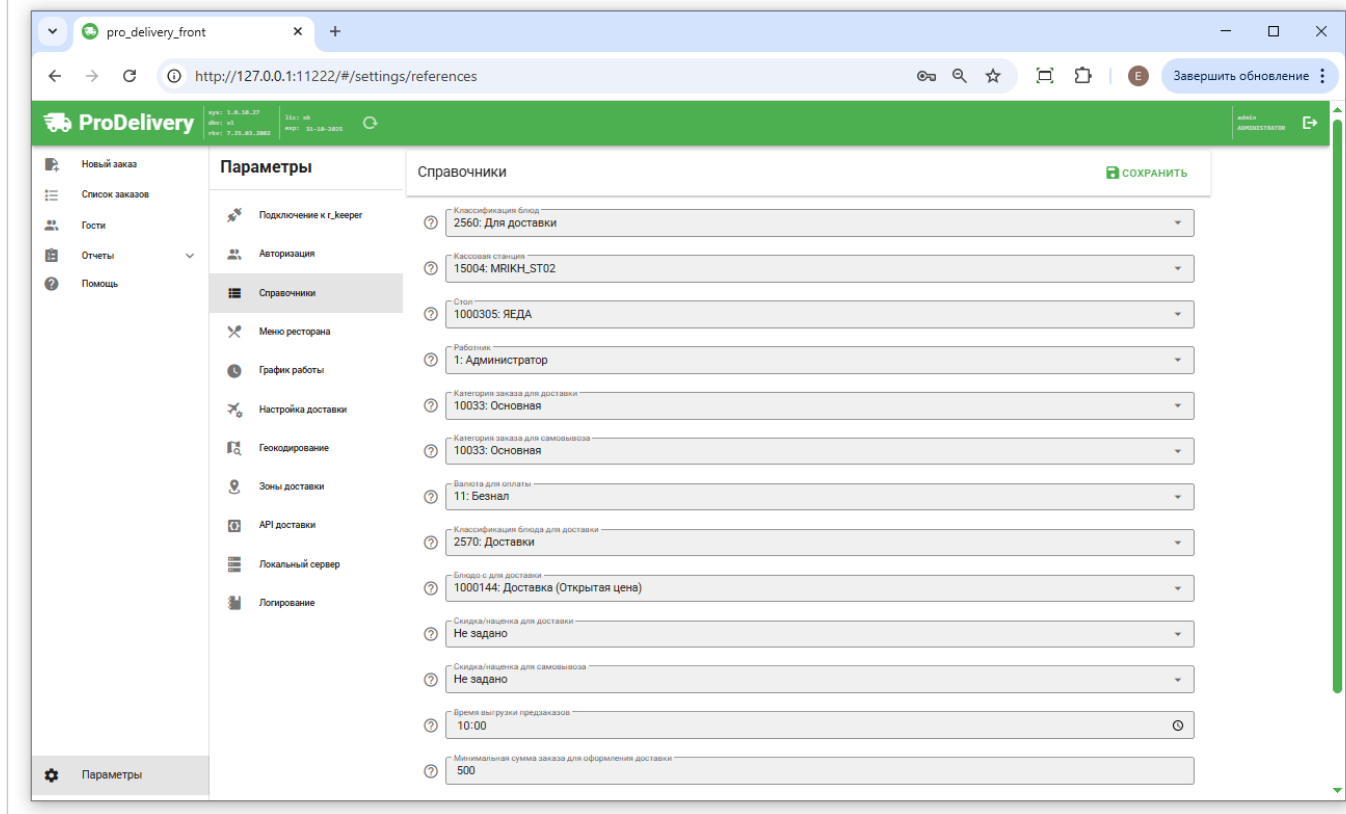 pro_delivery_front
http://127.0.0.1:11222/#/settings/references
E
Завершить обновление
ProDelivery
sys: 1.0.10.27
dbv: v1
rkv: 7.25.03.2002
lic: ok
exp: 31-10-2025
admin
ADMINISTRATOR
Новый заказ
Список заказов
Гости
Отчеты
Помощь
Параметры
Параметры
Подключение к r_keeper
Авторизация
Справочники
Меню ресторана
График работы
Настройка доставки
Геокодирование
Зоны доставки
API доставки
Локальный сервер
Логирование
Справочники
СОХРАНИТЬ
Классификация блюд
2560: Для доставки
Кассовая станция
15004: MRIKH_ST02
Стол
1000305: ЯЕДА
Работник
1: Администратор
Категория заказа для доставки
10033: Основная
Категория заказа для самовывоза
10033: Основная
Валюта для оплаты
11: Безнал
Классификация блюда для доставки
2570: Доставки
Блюдо с для доставки
1000144: Доставка (Открытая цена)
Скидка/наценка для доставки
Не задано
Скидка/наценка для самовывоза
Не задано
Время выгрузки предзаказов
10:00
Минимальная сумма заказа для оформления доставки
500